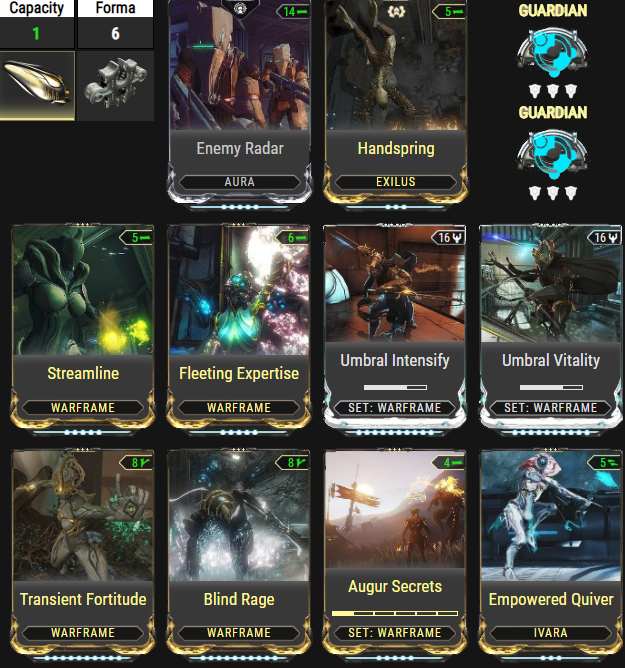 Capacity
Forma
1
6
14
Enemy Radar
AURA
5
Handspring
EXILUS
GUARDIAN
GUARDIAN
5
Streamline
WARFRAME
6
Fleeting Expertise
WARFRAME
16
Umbral Intensify
SET: WARFRAME
16
Umbral Vitality
SET: WARFRAME
8
Transient Fortitude
WARFRAME
8
Blind Rage
WARFRAME
4
Augur Secrets
SET: WARFRAME
5
Empowered Quiver
IVARA